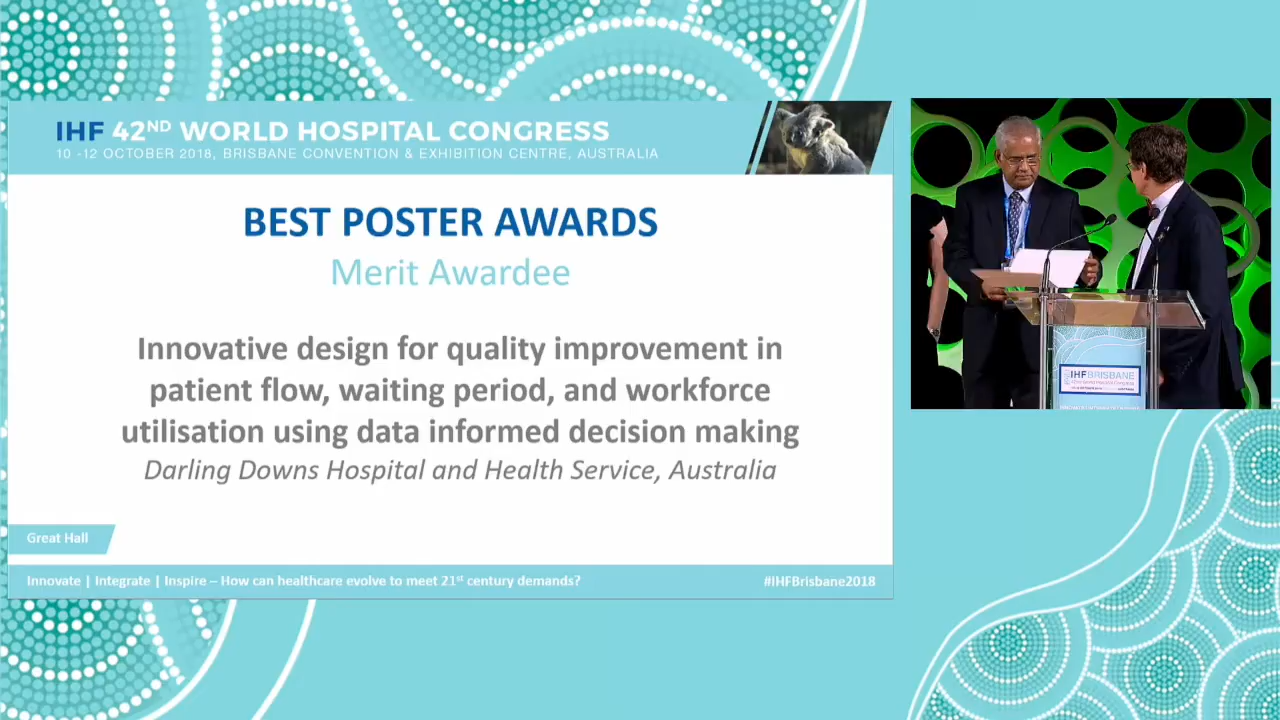 IHF 42ND WORLD HOSPITAL CONGRESS
10 -12 OCTOBER 2018, BRISBANE CONVENTION & EXHIBITION CENTRE, AUSTRALIA
BEST POSTER AWARDS
Merit Awardee
Innovative design for quality improvement in
patient flow, waiting period, and workforce
utilisation using data informed decision making
Darling Downs Hospital and Health Service, Australia
Great Hall
Innovate | Integrate | Inspire – How can healthcare evolve to meet 21st century demands?
#IHFBrisbane2018
IHFBRISBANE